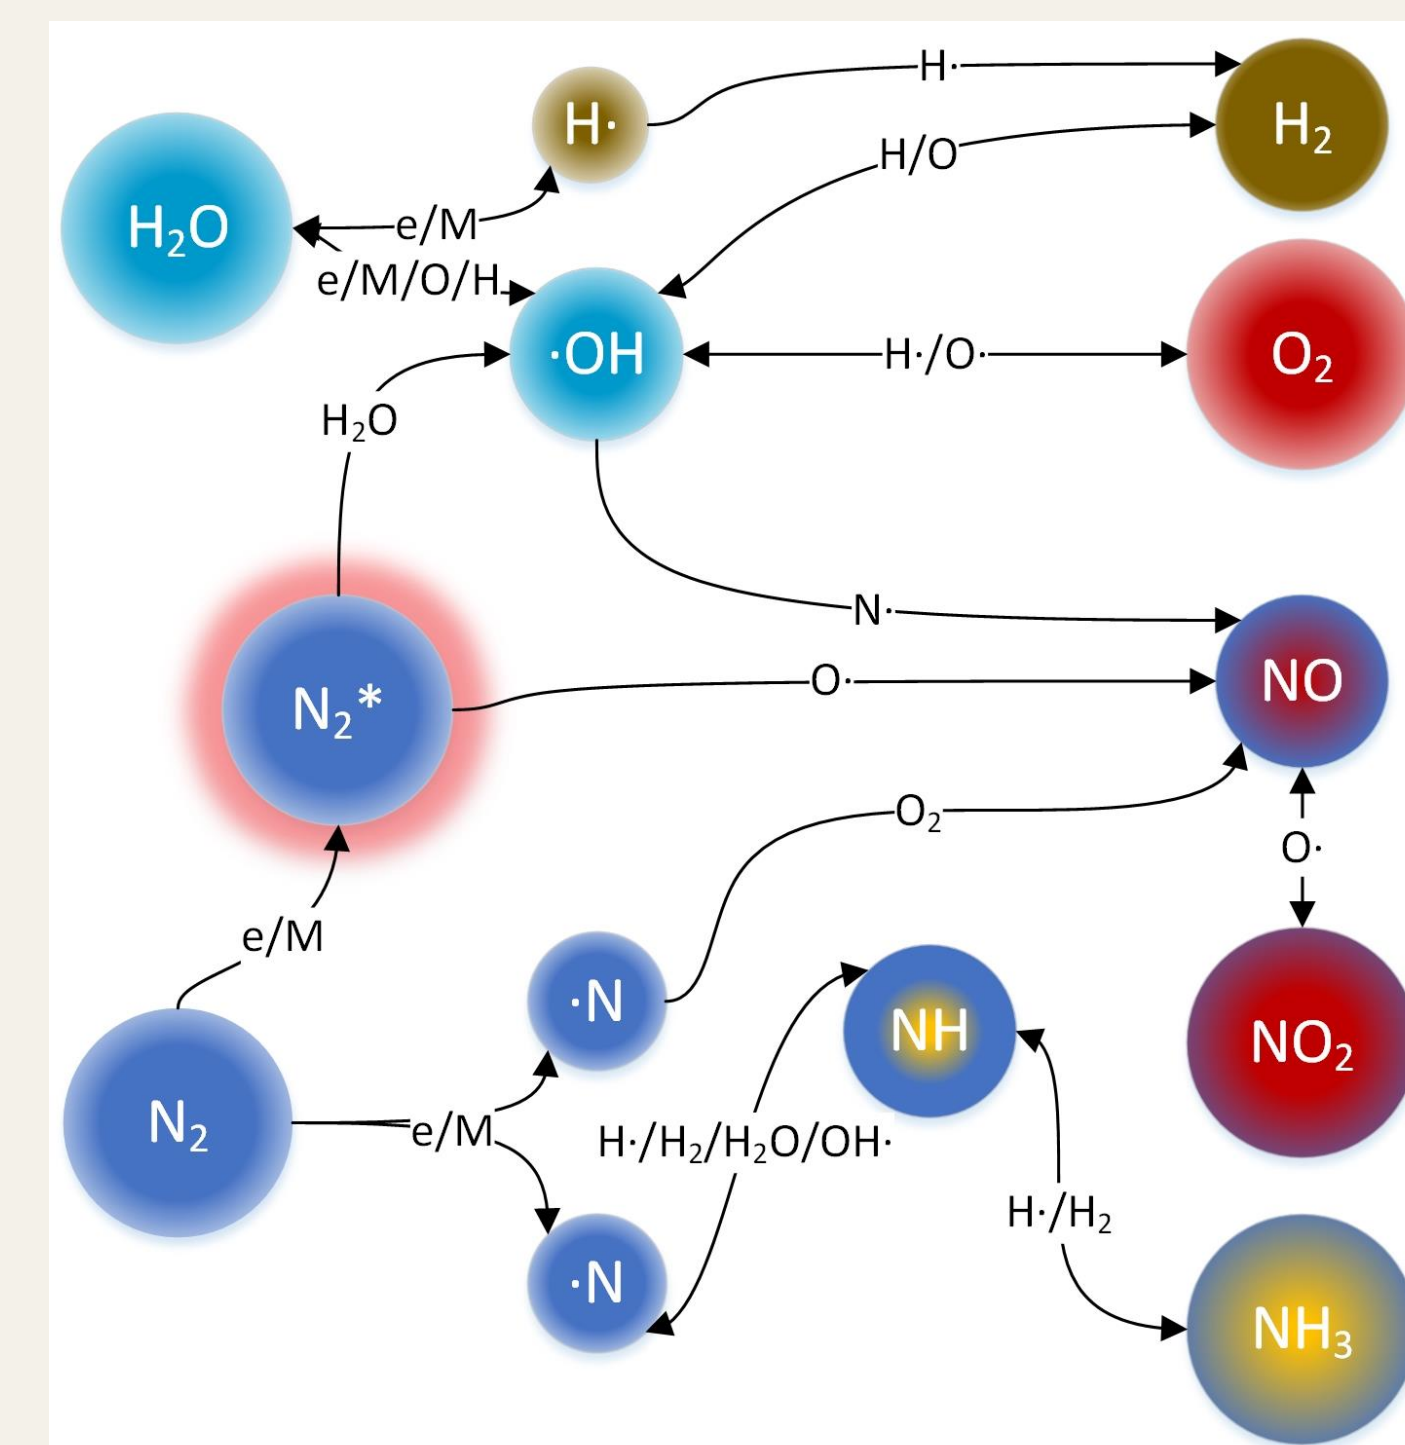 H·
H₂
H·
H/O
H₂O
e/M
e/M/O/H
·OH
H·/O·
O₂
H₂O
N·
N₂*
O·
NO
O₂
O·
e/M
·N
NH
NO₂
N₂
e/M
H·/H₂/H₂O/OH·
H·/H₂
·N
NH₃